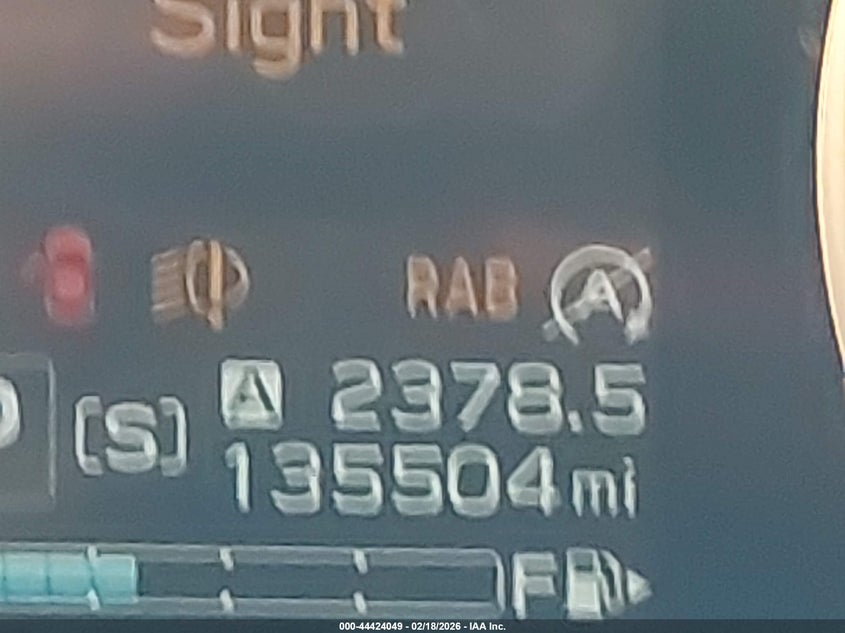 Sight
RAB A
[S] A 2378.5
135504 mi
F
000-44424049 - 02/18/2026 - IAA Inc.